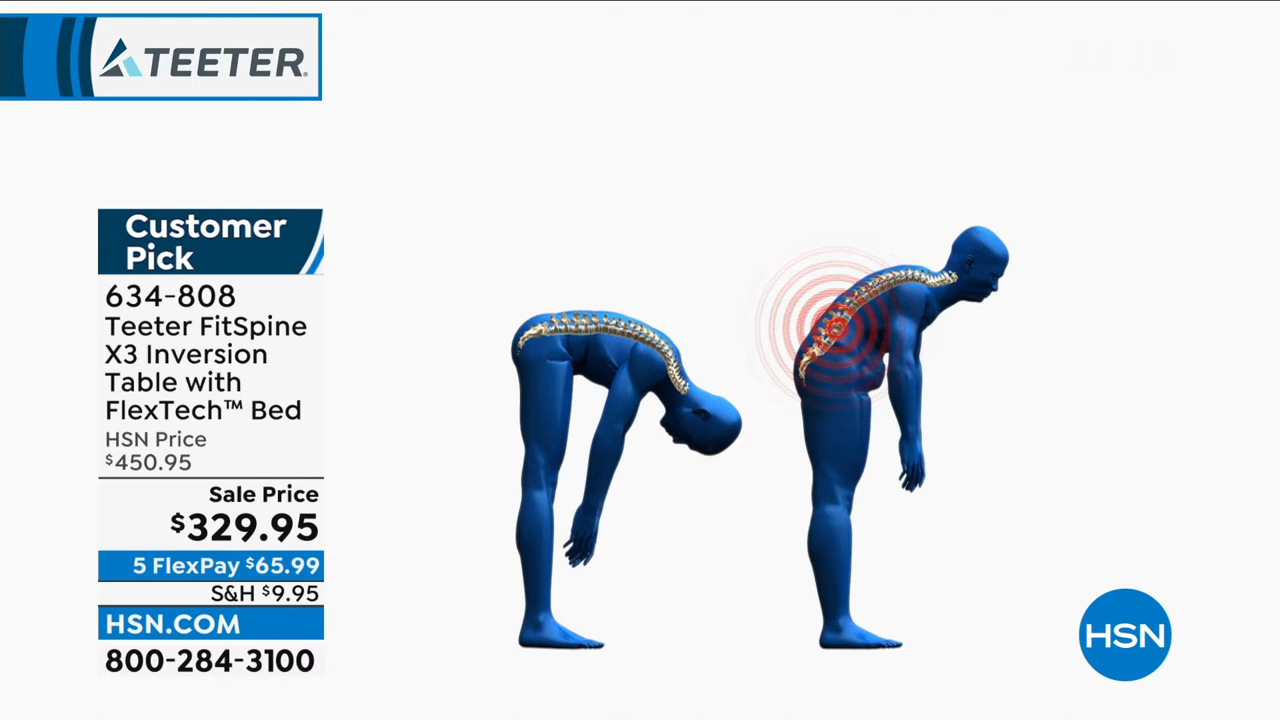 TEETER
Customer
Pick
634-808
Teeter FitSpine
X3 Inversion
Table with
FlexTech™ Bed
HSN Price
$450.95
Sale Price
$329.95
5 FlexPay $65.99
S&H $9.95
HSN.COM
800-284-3100
HSN